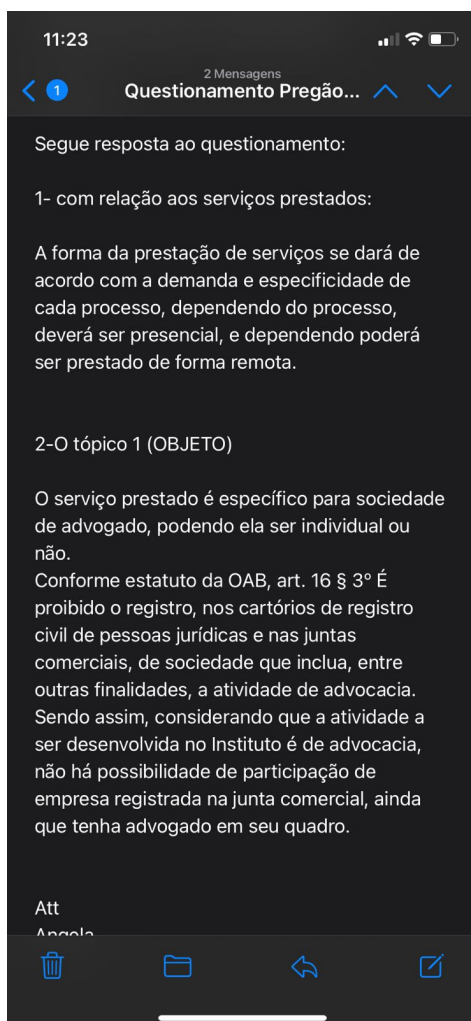 11:23
2 Mensagens
1
Questionamento Pregão...
Segue resposta ao questionamento:
1- com relação aos serviços prestados:
A forma da prestação de serviços se dará de
acordo com a demanda e especificidade de
cada processo, dependendo do processo,
deverá ser presencial, e dependendo poderá
ser prestado de forma remota.
2-O tópico 1 (OBJETO)
O serviço prestado é específico para sociedade
de advogado, podendo ela ser individual ou
não.
Conforme estatuto da OAB, art. 16 § 3º É
proibido o registro, nos cartórios de registro
civil de pessoas jurídicas e nas juntas
comerciais, de sociedade que inclua, entre
outras finalidades, a atividade de advocacia.
Sendo assim, considerando que a atividade a
ser desenvolvida no Instituto é de advocacia,
não há possibilidade de participação de
empresa registrada na junta comercial, ainda
que tenha advogado em seu quadro.
Att
Angela